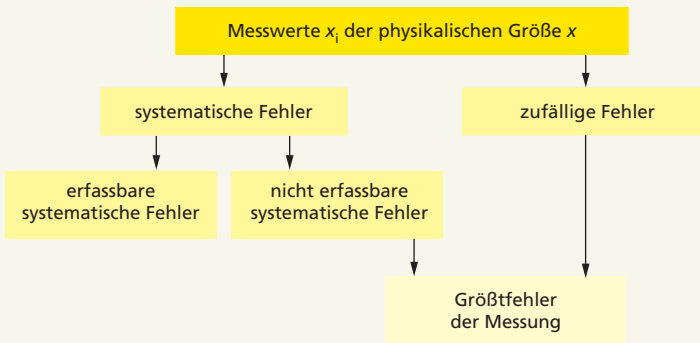 Messwerte xi der physikalischen Größe x
systematische Fehler
zufällige Fehler
erfassbare
systematische Fehler
nicht erfassbare
systematische Fehler
Größtfehler
der Messung